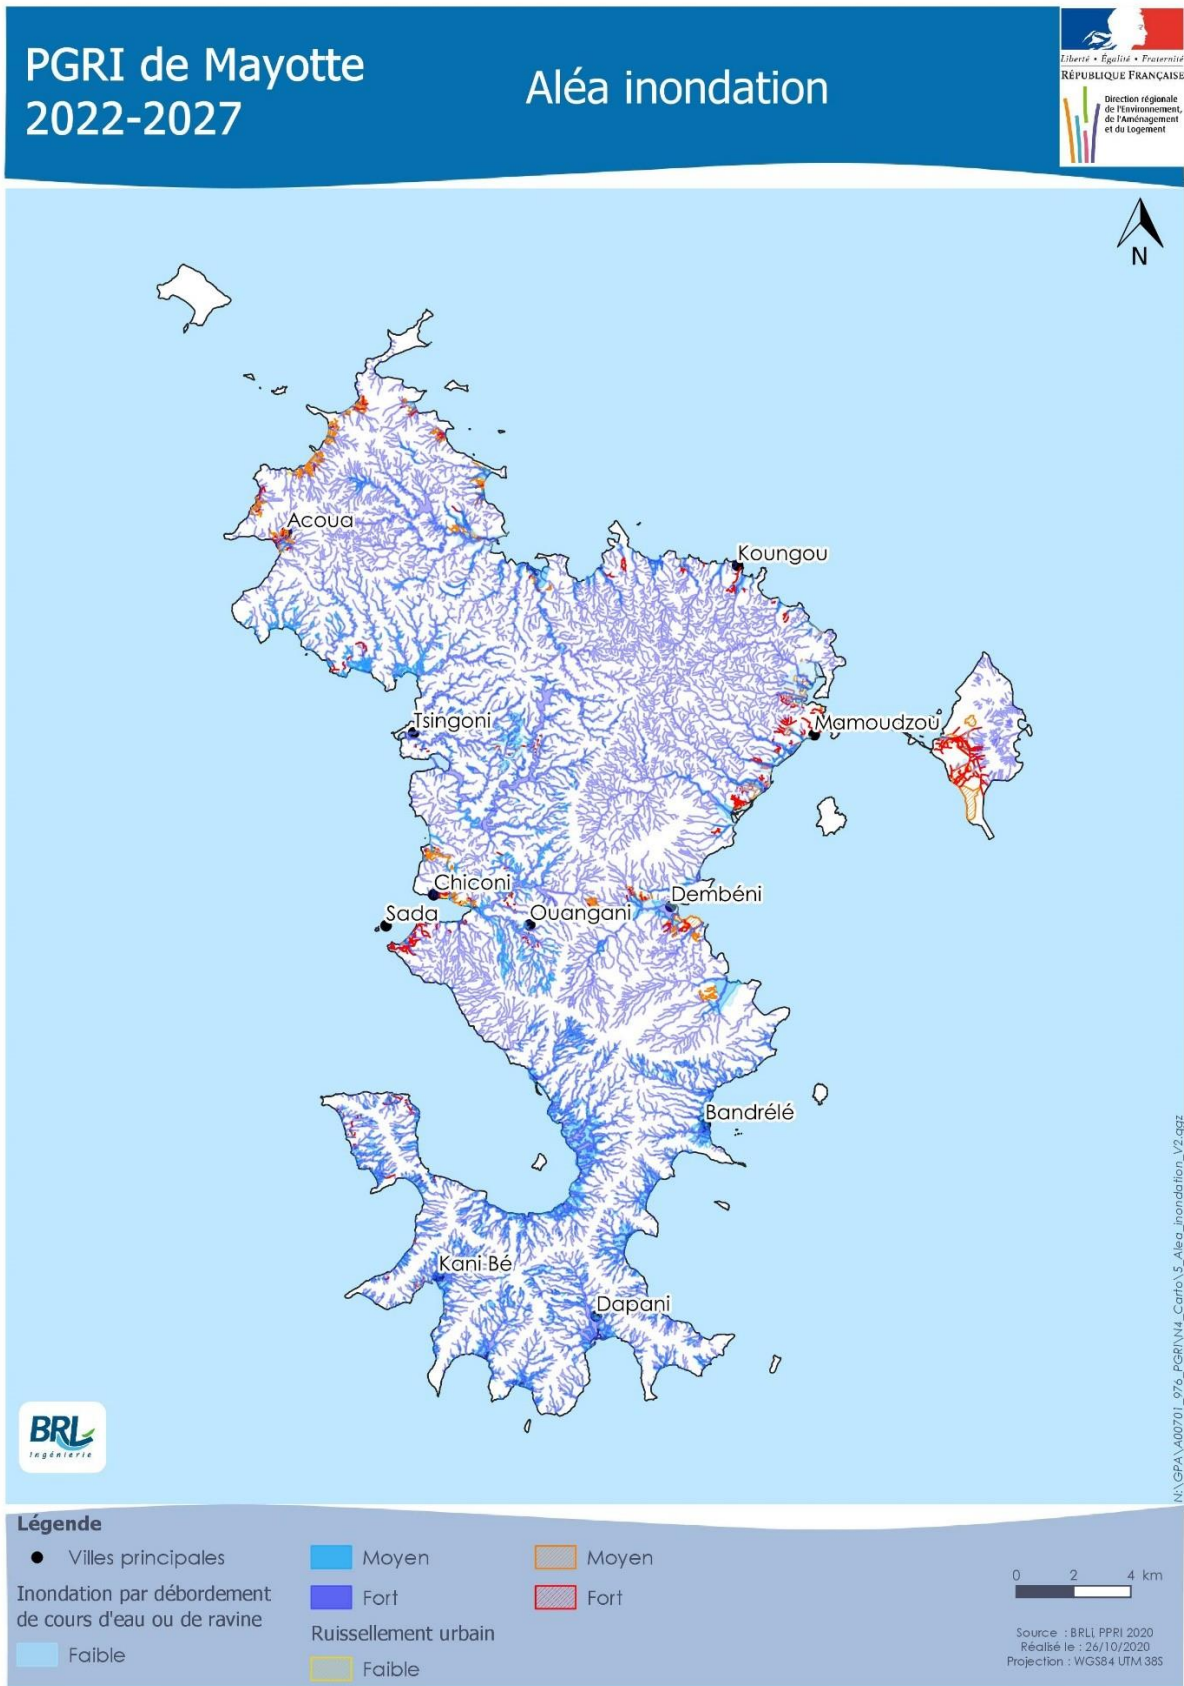 PGRI de Mayotte
2022-2027
Aléa inondation
Liberté • Égalité • Fraternité
RÉPUBLIQUE FRANÇAISE
Direction régionale
de l'Environnement,
de l'Aménagement
et du Logement
N
Acoua
Koungou
Tsingoni
Mamoudzou
Chiconi
Dembéni
Sada
Ouangani
Bandrélé
Kani Bé
Dapani
N:\GPA\A00701_976_PGRI\N4_Carto\5_Alea_inondation_V2.qgz
BRL
Ingénierie
Légende
Villes principales
Inondation par débordement
de cours d'eau ou de ravine
Faible
Moyen
Fort
Ruissellement urbain
Faible
Moyen
Fort
0 2 4 km
Source : BRLi, PPRI 2020
Réalisé le : 26/10/2020
Projection : WGS84 UTM 38S